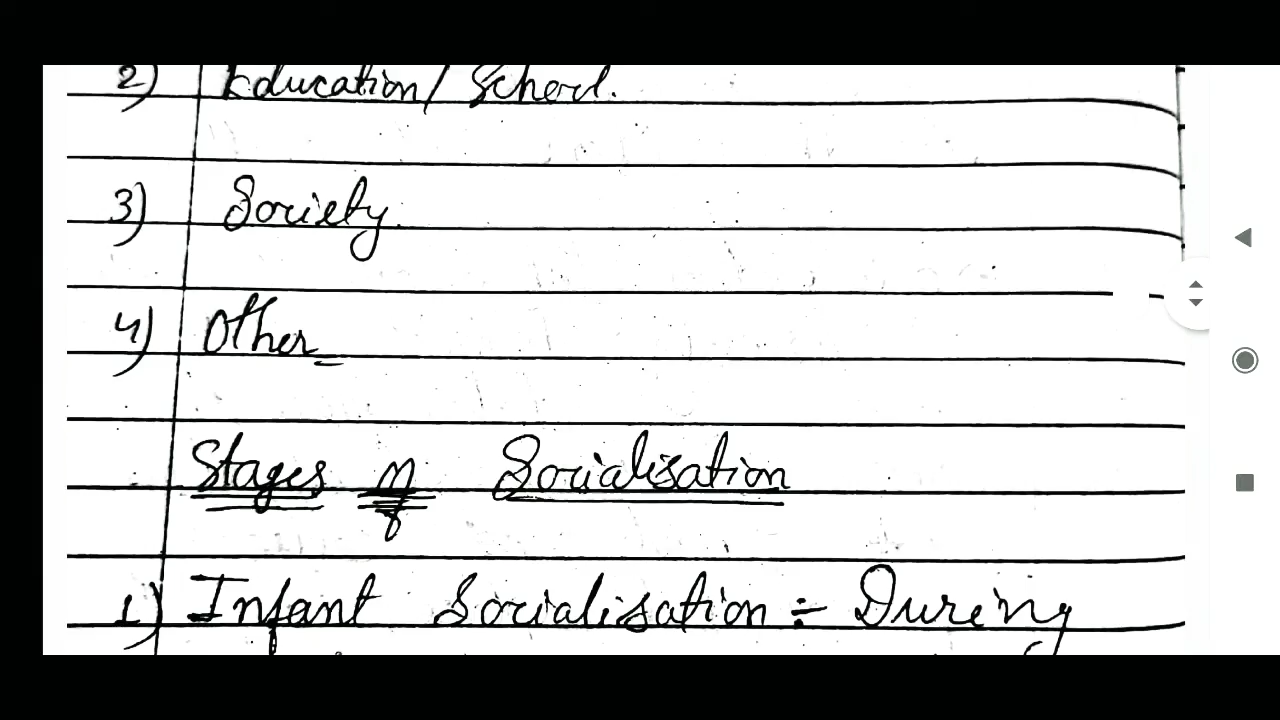 2) Education/ School.
3) Society.
4) Other
Stages of Socialisation
1) Infant Socialisation ÷ During